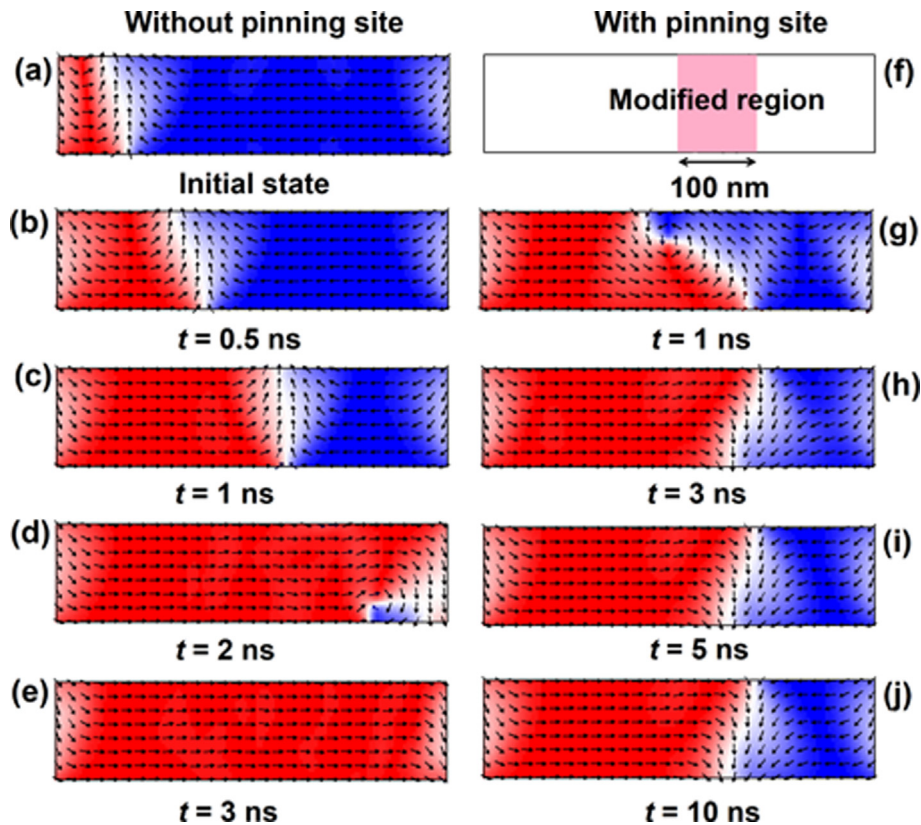 Without pinning site
With pinning site
(a)
(f)
Modified region
Initial state
100 nm
(b)
(g)
t = 0.5 ns
t = 1 ns
(c)
(h)
t = 1 ns
t = 3 ns
(d)
(i)
t = 2 ns
t = 5 ns
(e)
(j)
t = 3 ns
t = 10 ns